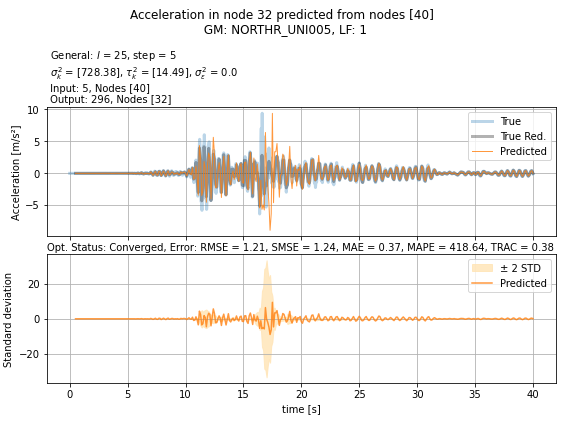 Acceleration in node 32 predicted from nodes [40]
GM: NORTHR_UNI005, LF: 1
General: l = 25, step = 5
σ²ₖ = [728.38], τ²ₖ = [14.49], σ²ε = 0.0
Input: 5, Nodes [40]
Output: 296, Nodes [32]
10
5
0
−5
Acceleration [m/s²]
True
True Red.
Predicted
Opt. Status: Converged, Error: RMSE = 1.21, SMSE = 1.24, MAE = 0.37, MAPE = 418.64, TRAC = 0.38
20
0
−20
Standard deviation
± 2 STD
Predicted
0 5 10 15 20 25 30 35 40
time [s]